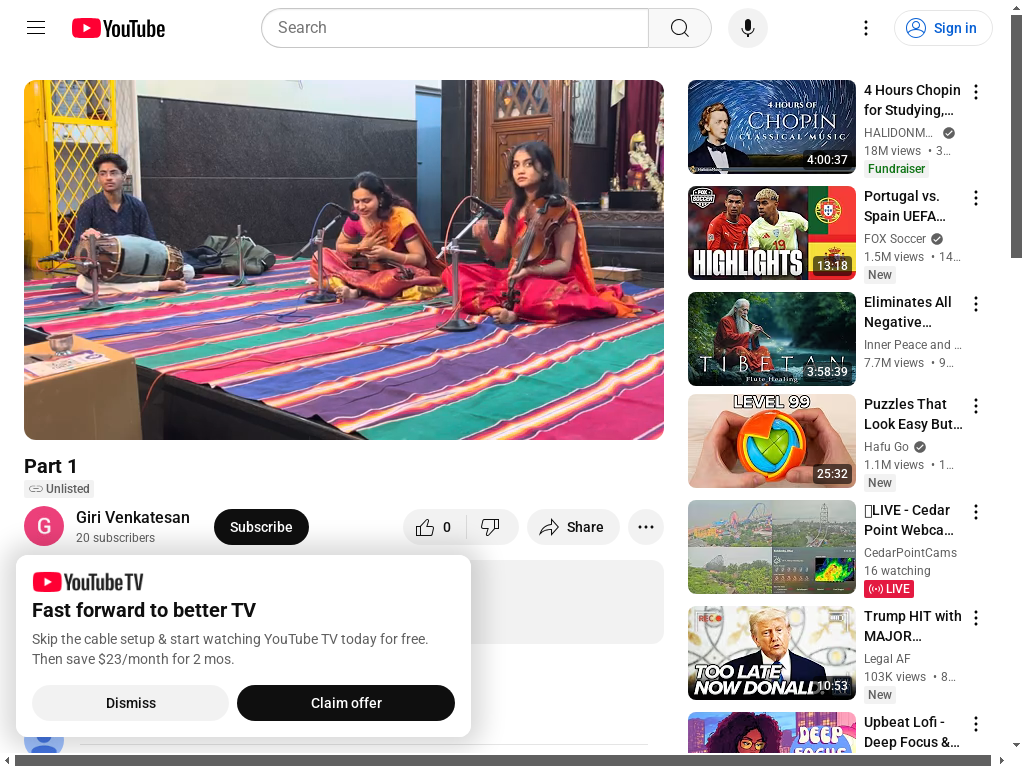 YouTube
Search
Sign in
Part 1
Unlisted
G
Giri Venkatesan
20 subscribers
Subscribe
0
Share
YouTube TV
Fast forward to better TV
Skip the cable setup & start watching YouTube TV today for free.
Then save $23/month for 2 mos.
Dismiss
Claim offer
4 HOURS OF
CHOPIN
CLASSICAL MUSIC
4:00:37
4 Hours Chopin
for Studying,...
HALIDONM...
18M views • 3...
Fundraiser
FOX
SOCCER
HIGHLIGHTS
13:18
Portugal vs.
Spain UEFA...
FOX Soccer
1.5M views • 14...
New
TIBETAN
Flute Healing
3:58:39
Eliminates All
Negative...
Inner Peace and ...
7.7M views • 9...
LEVEL 99
25:32
Puzzles That
Look Easy But...
Hafu Go
1.1M views • 1...
New
LIVE - Cedar
Point Webca...
CedarPointCams
16 watching
LIVE
REC
TOO LATE
NOW DONALD
10:53
Trump HIT with
MAJOR...
Legal AF
103K views • 8...
New
DEEP
FOCUS
Upbeat Lofi -
Deep Focus &...